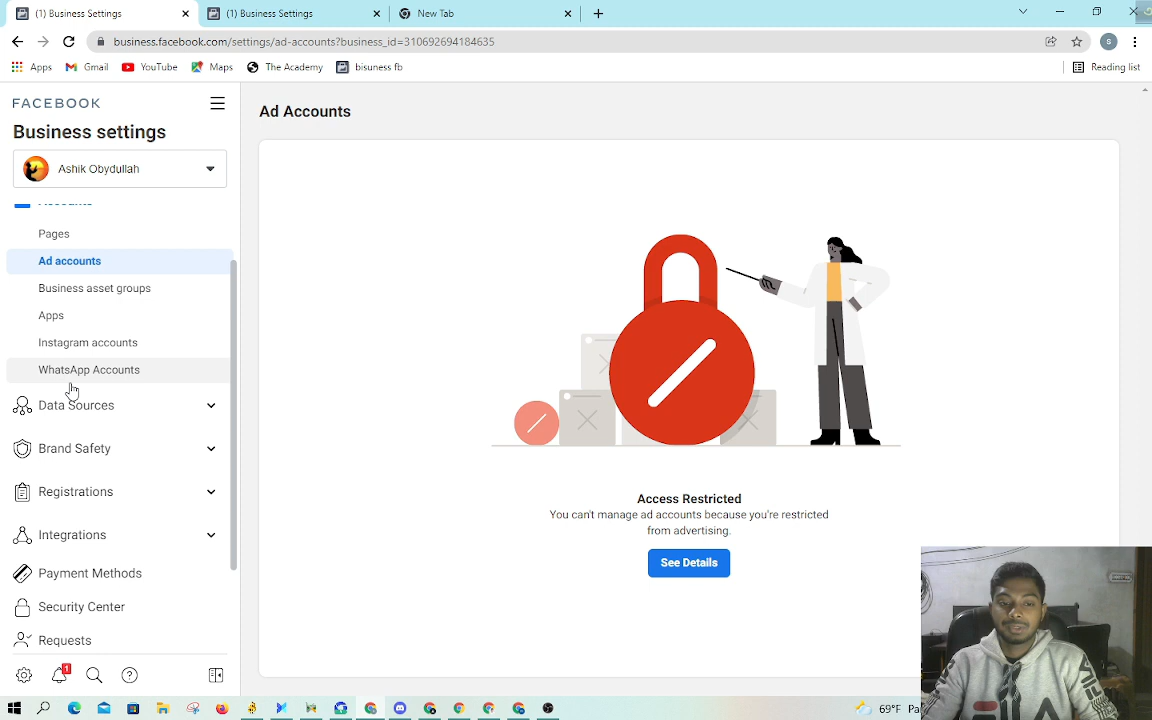 (1) Business Settings
(1) Business Settings
New Tab
business.facebook.com/settings/ad-accounts?business_id=310692694184635
S
Apps
Gmail
YouTube
Maps
The Academy
bisuness fb
Reading list
FACEBOOK
Business settings
Ashik Obydullah
Accounts
Pages
Ad accounts
Business asset groups
Apps
Instagram accounts
WhatsApp Accounts
Data Sources
Brand Safety
Registrations
Integrations
Payment Methods
Security Center
Requests
1
Ad Accounts
Access Restricted
You can't manage ad accounts because you're restricted
from advertising.
See Details
69°F
FILA